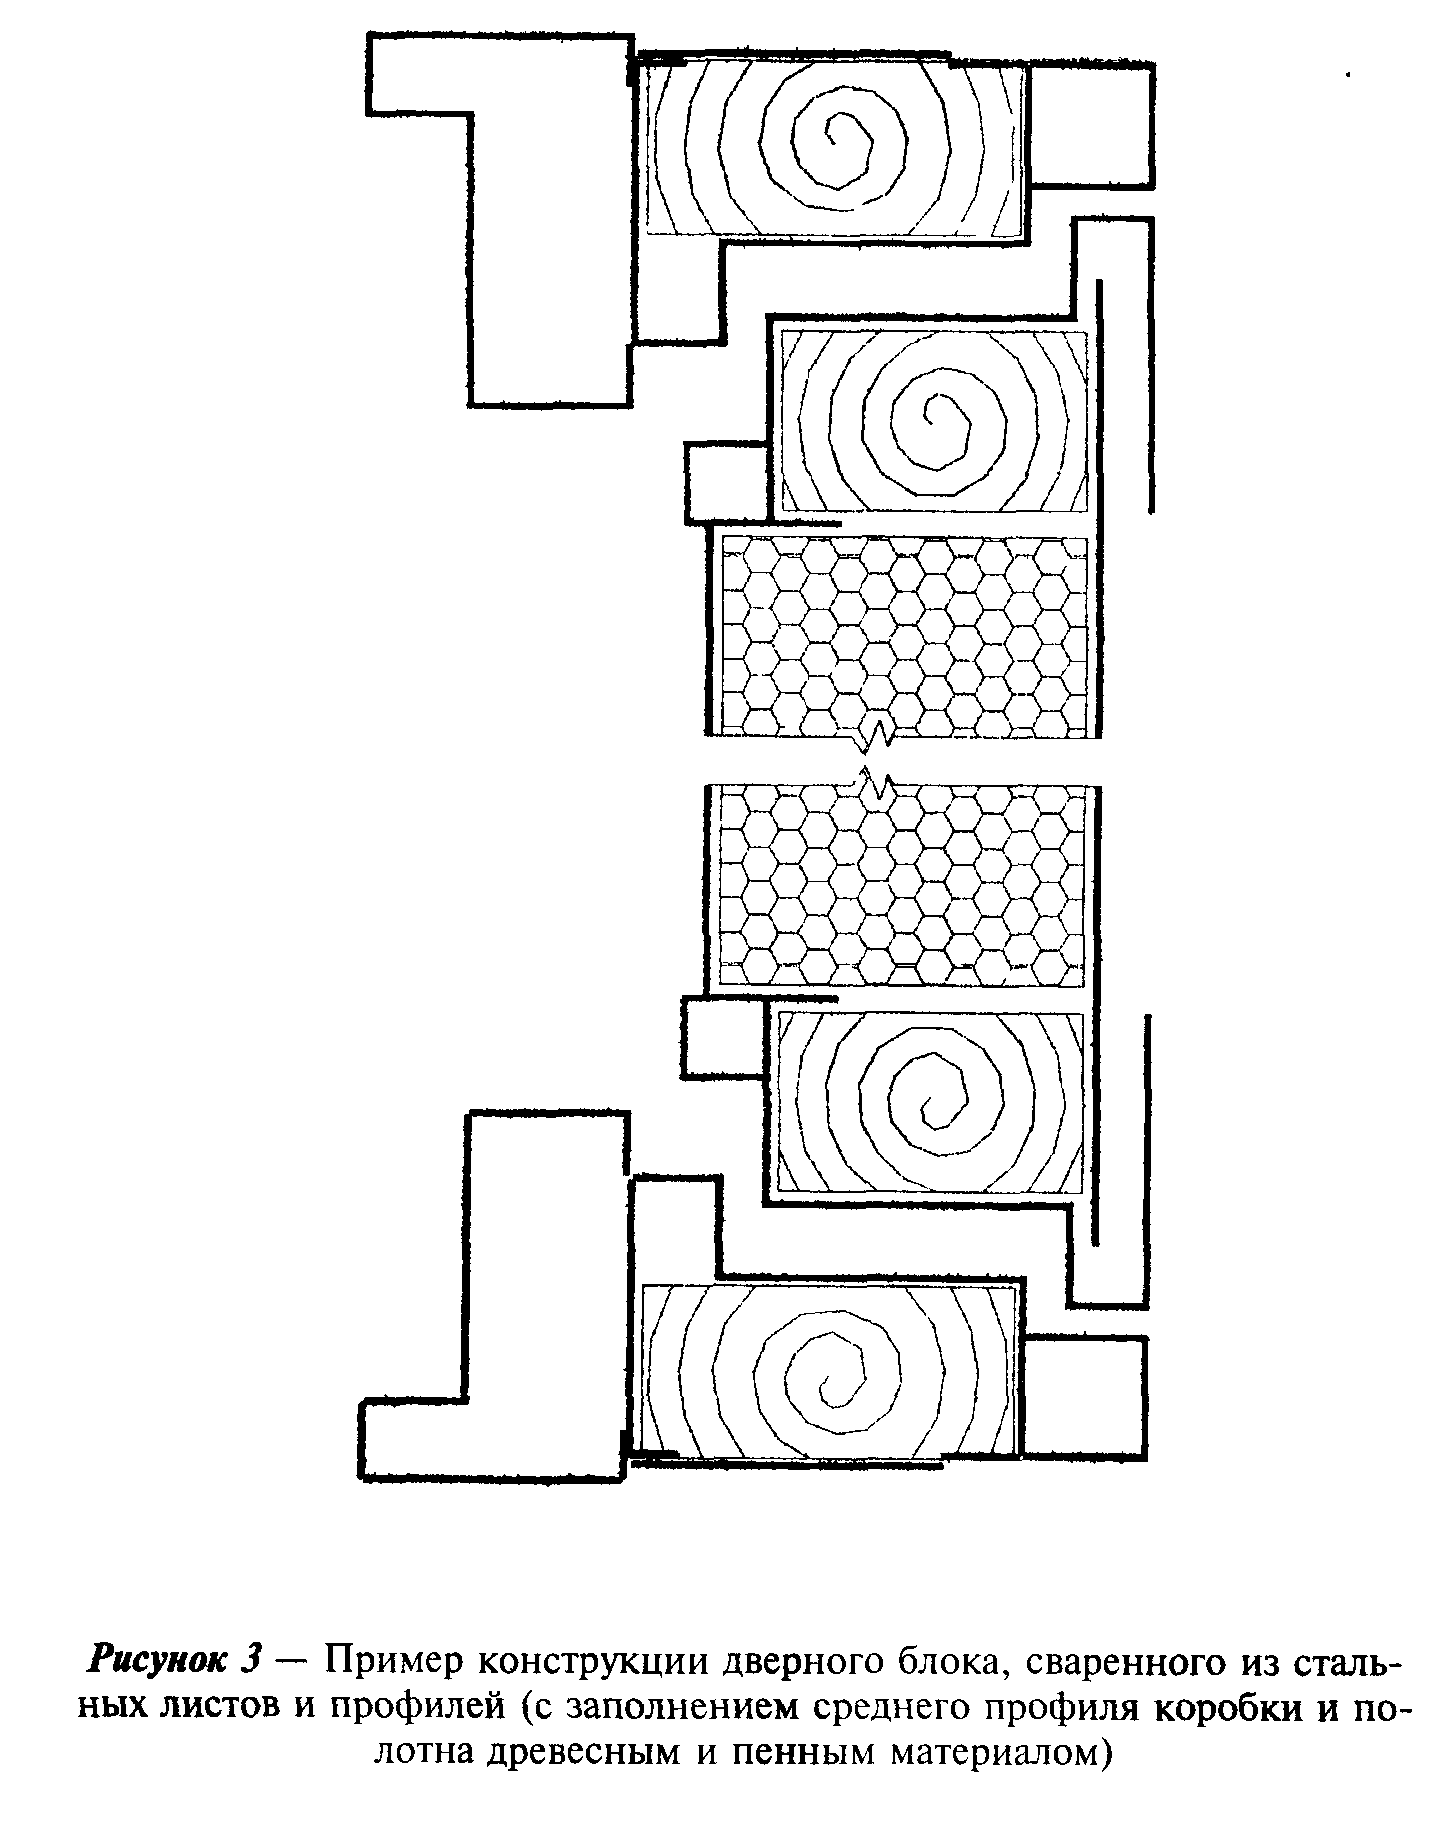 Рисунок 3 — Пример конструкции дверного блока, сваренного из сталь-
ных листов и профилей (с заполнением среднего профиля коробки и по-
лотна древесным и пенным материалом)